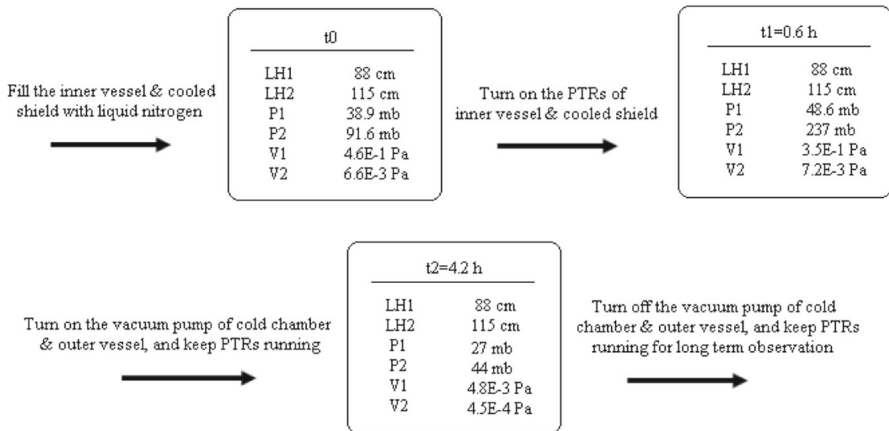 Fill the inner vessel & cooled
shield with liquid nitrogen
t0
LH1 88 cm
LH2 115 cm
P1 38.9 mb
P2 91.6 mb
V1 4.6E-1 Pa
V2 6.6E-3 Pa
Turn on the PTRs of
inner vessel & cooled shield
t1=0.6 h
LH1 88 cm
LH2 115 cm
P1 48.6 mb
P2 237 mb
V1 3.5E-1 Pa
V2 7.2E-3 Pa
Turn on the vacuum pump of cold chamber
& outer vessel, and keep PTRs running
t2=4.2 h
LH1 88 cm
LH2 115 cm
P1 27 mb
P2 44 mb
V1 4.8E-3 Pa
V2 4.5E-4 Pa
Turn off the vacuum pump of cold
chamber & outer vessel, and keep PTRs
running for long term observation